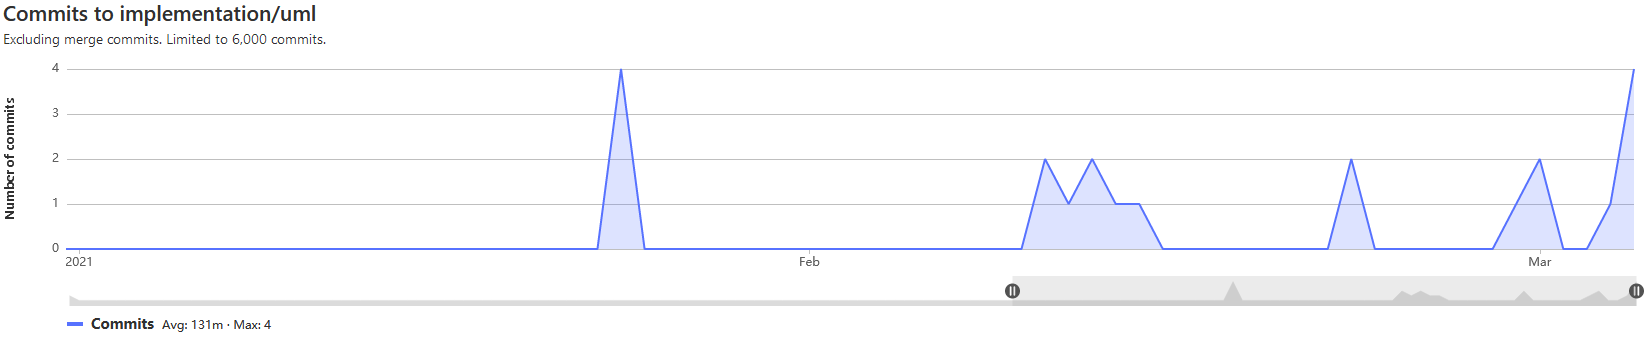 Commits to implementation/uml
Excluding merge commits. Limited to 6,000 commits.
Number of commits
4
3
2
1
0
2021 Feb Mar
Commits Avg: 131m · Max: 4